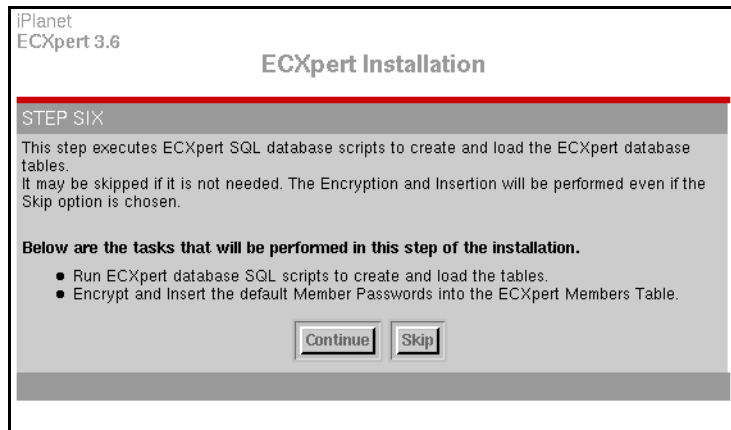 iPlanet
ECXpert 3.6
ECXpert Installation
STEP SIX
This step executes ECXpert SQL database scripts to create and load the ECXpert database
tables.
It may be skipped if it is not needed. The Encryption and Insertion will be performed even if the
Skip option is chosen.
Below are the tasks that will be performed in this step of the installation.
● Run ECXpert database SQL scripts to create and load the tables.
● Encrypt and Insert the default Member Passwords into the ECXpert Members Table.
Continue Skip